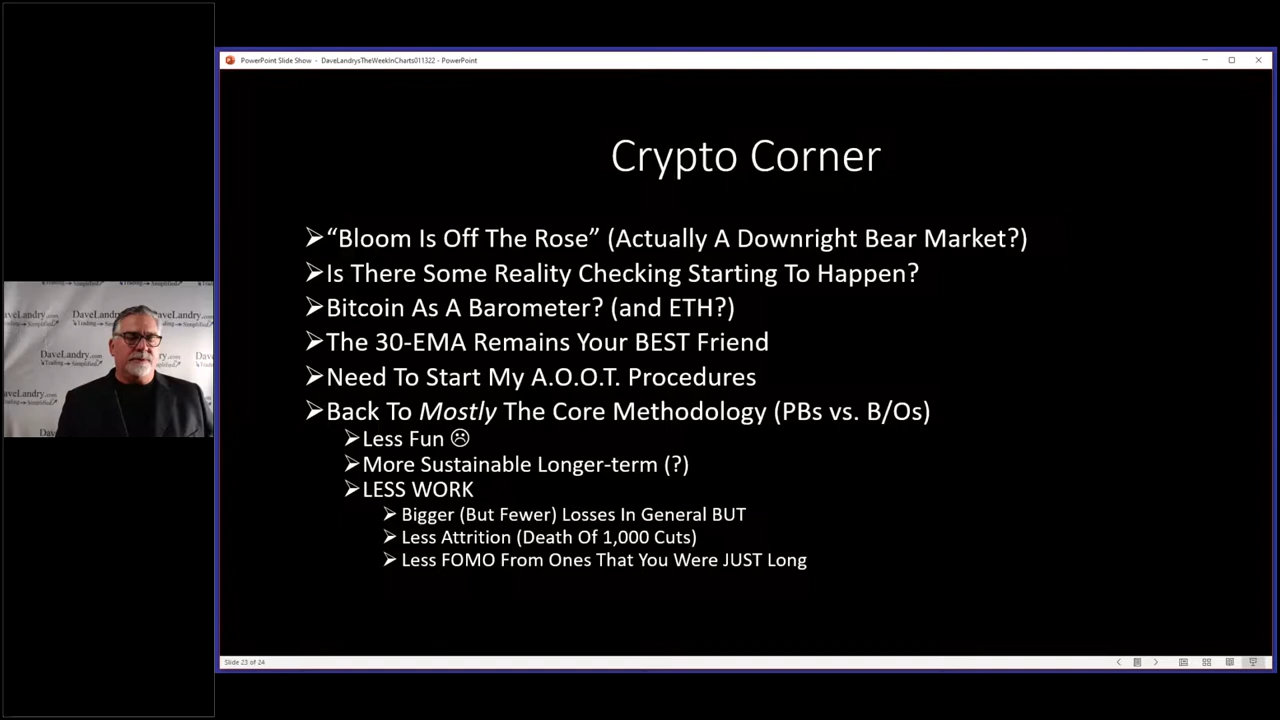 PowerPoint Slide Show - DaveLandrysTheWeekInCharts011322 - PowerPoint
Crypto Corner
➢“Bloom Is Off The Rose” (Actually A Downright Bear Market?)
➢Is There Some Reality Checking Starting To Happen?
➢Bitcoin As A Barometer? (and ETH?)
➢The 30-EMA Remains Your BEST Friend
➢Need To Start My A.O.O.T. Procedures
➢Back To Mostly The Core Methodology (PBs vs. B/Os)
➢Less Fun ☹
➢More Sustainable Longer-term (?)
➢LESS WORK
➢Bigger (But Fewer) Losses In General BUT
➢Less Attrition (Death Of 1,000 Cuts)
➢Less FOMO From Ones That You Were JUST Long
DaveLandry.com
Trading Simplified
Slide 23 of 24